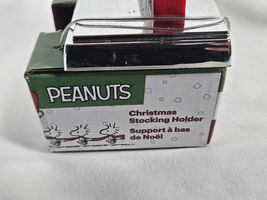 PEANUTS
Christmas
Stocking Holder
Support à bas
de Noël